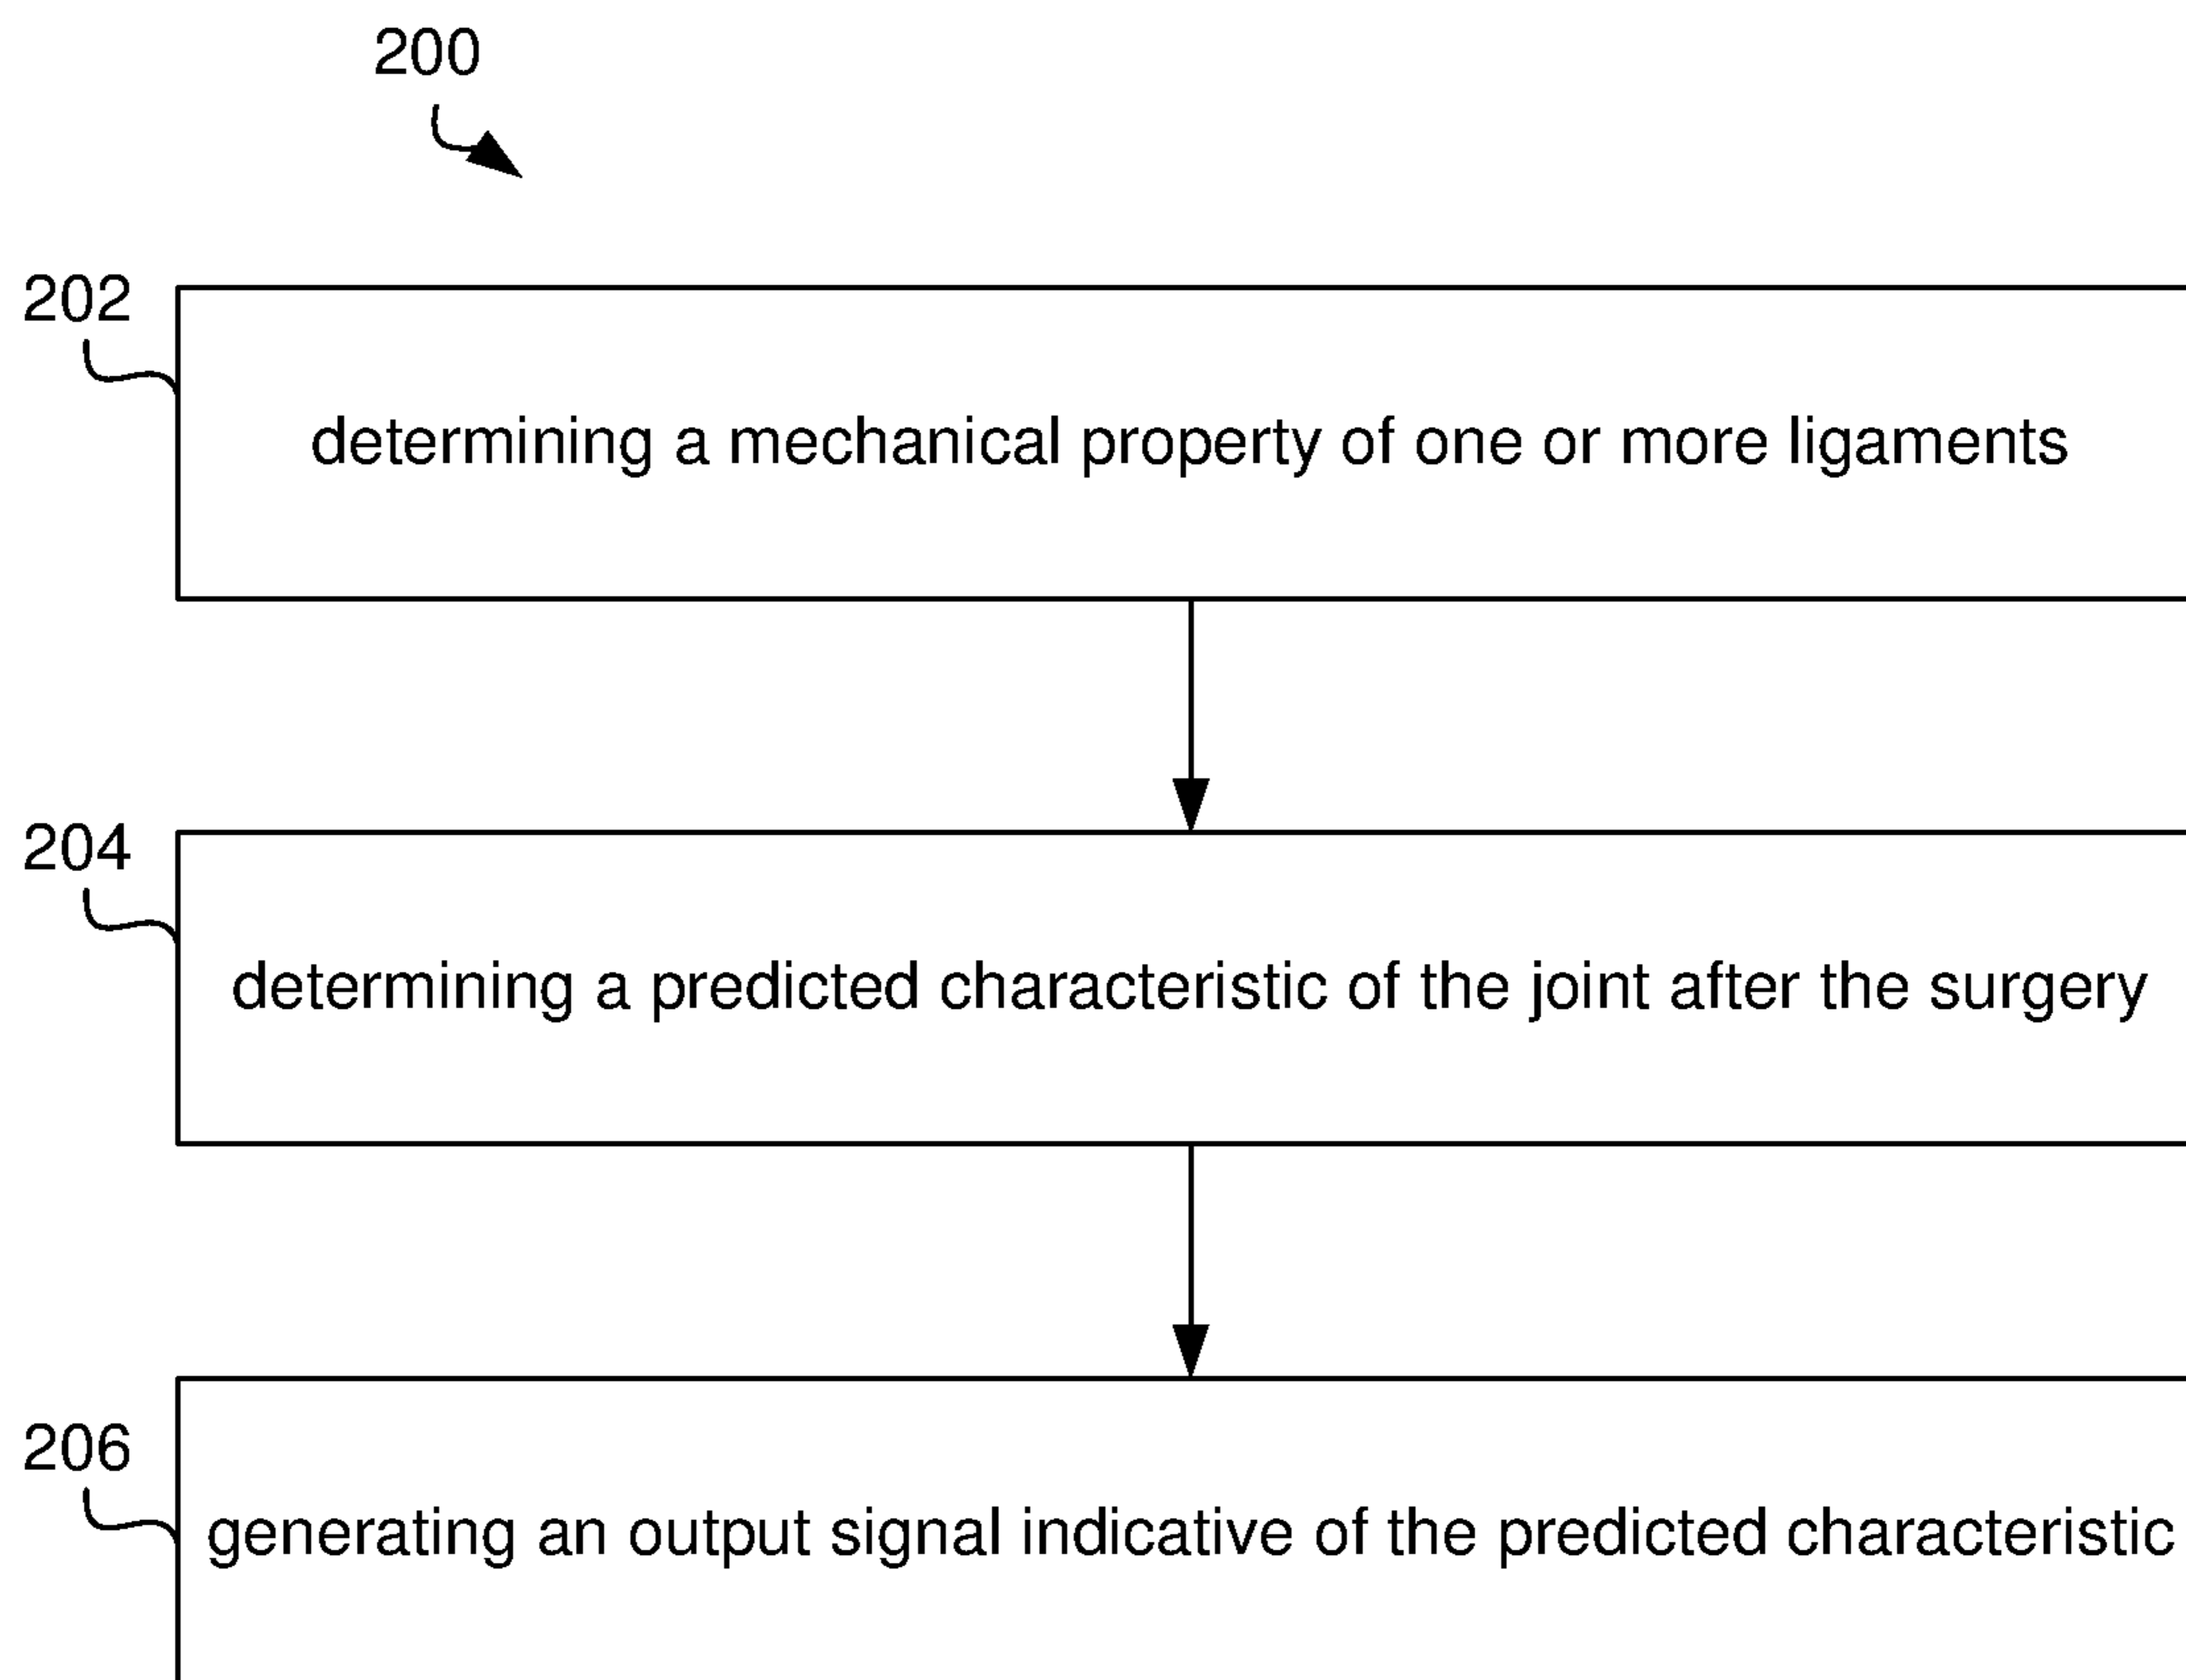 200
202
determining a mechanical property of one or more ligaments
204
determining a predicted characteristic of the joint after the surgery
206
generating an output signal indicative of the predicted characteristic